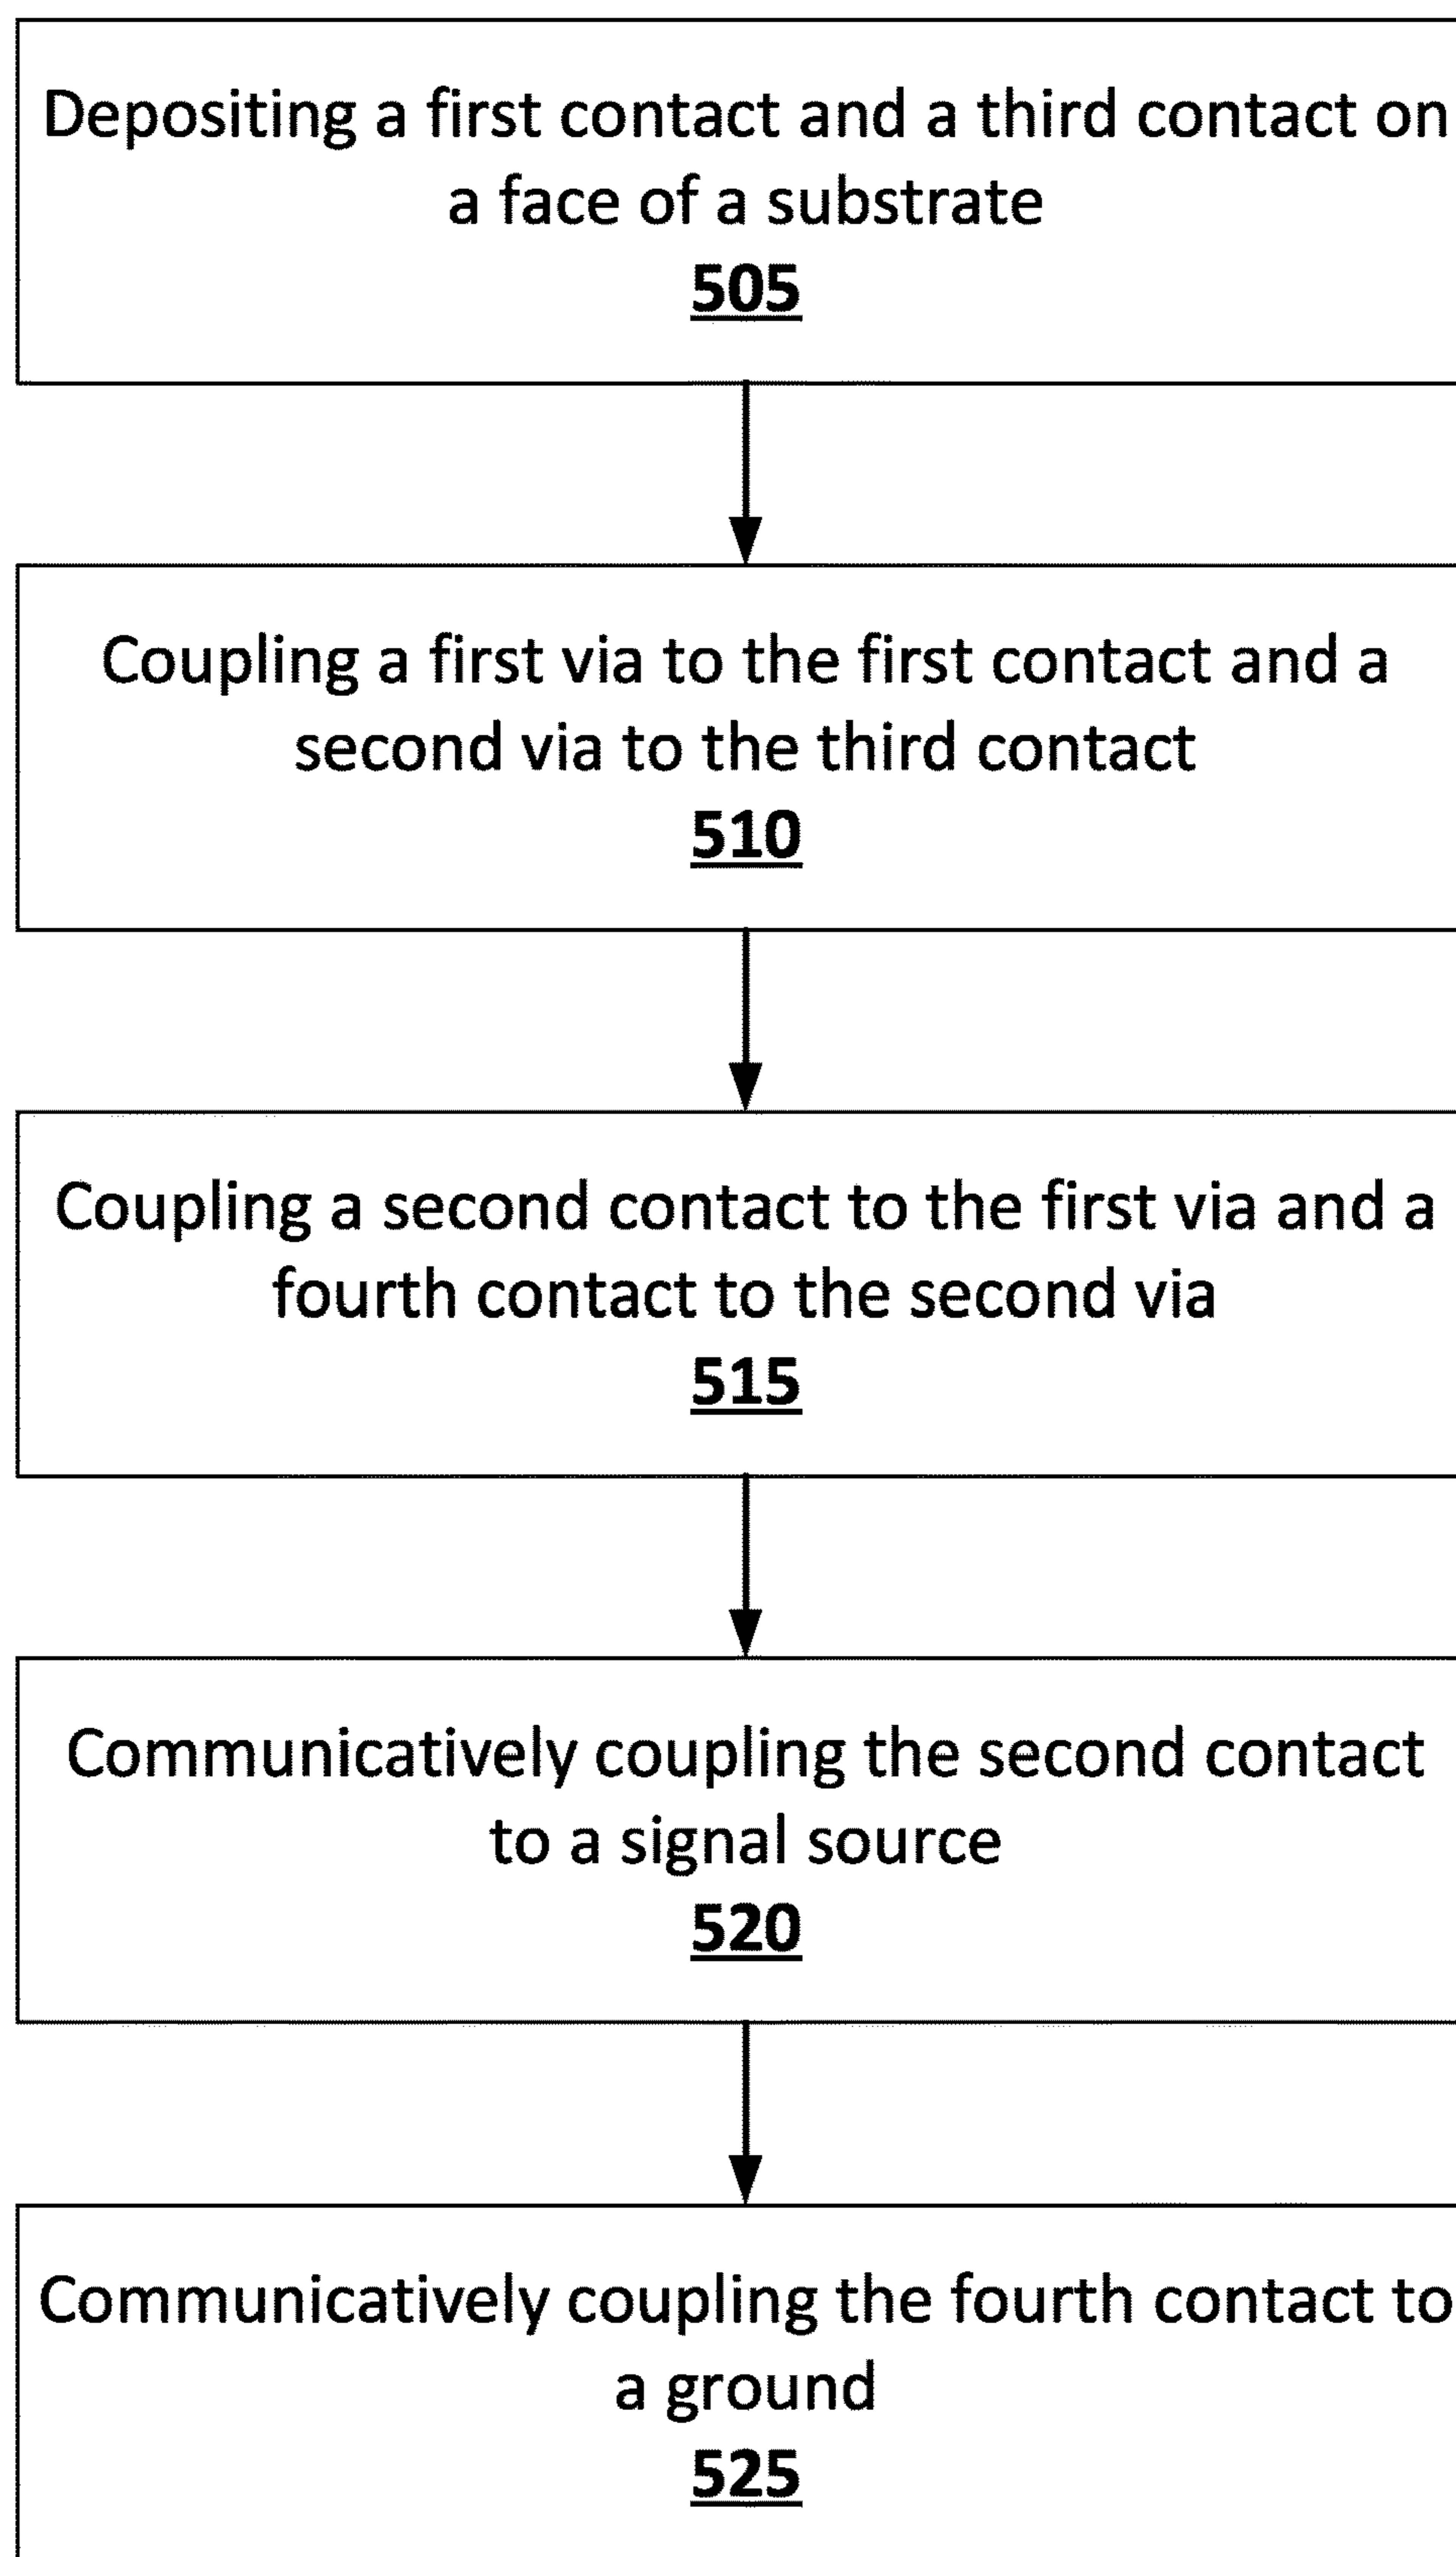 Depositing a first contact and a third contact on
a face of a substrate
505
Coupling a first via to the first contact and a
second via to the third contact
510
Coupling a second contact to the first via and a
fourth contact to the second via
515
Communicatively coupling the second contact
to a signal source
520
Communicatively coupling the fourth contact to
a ground
525